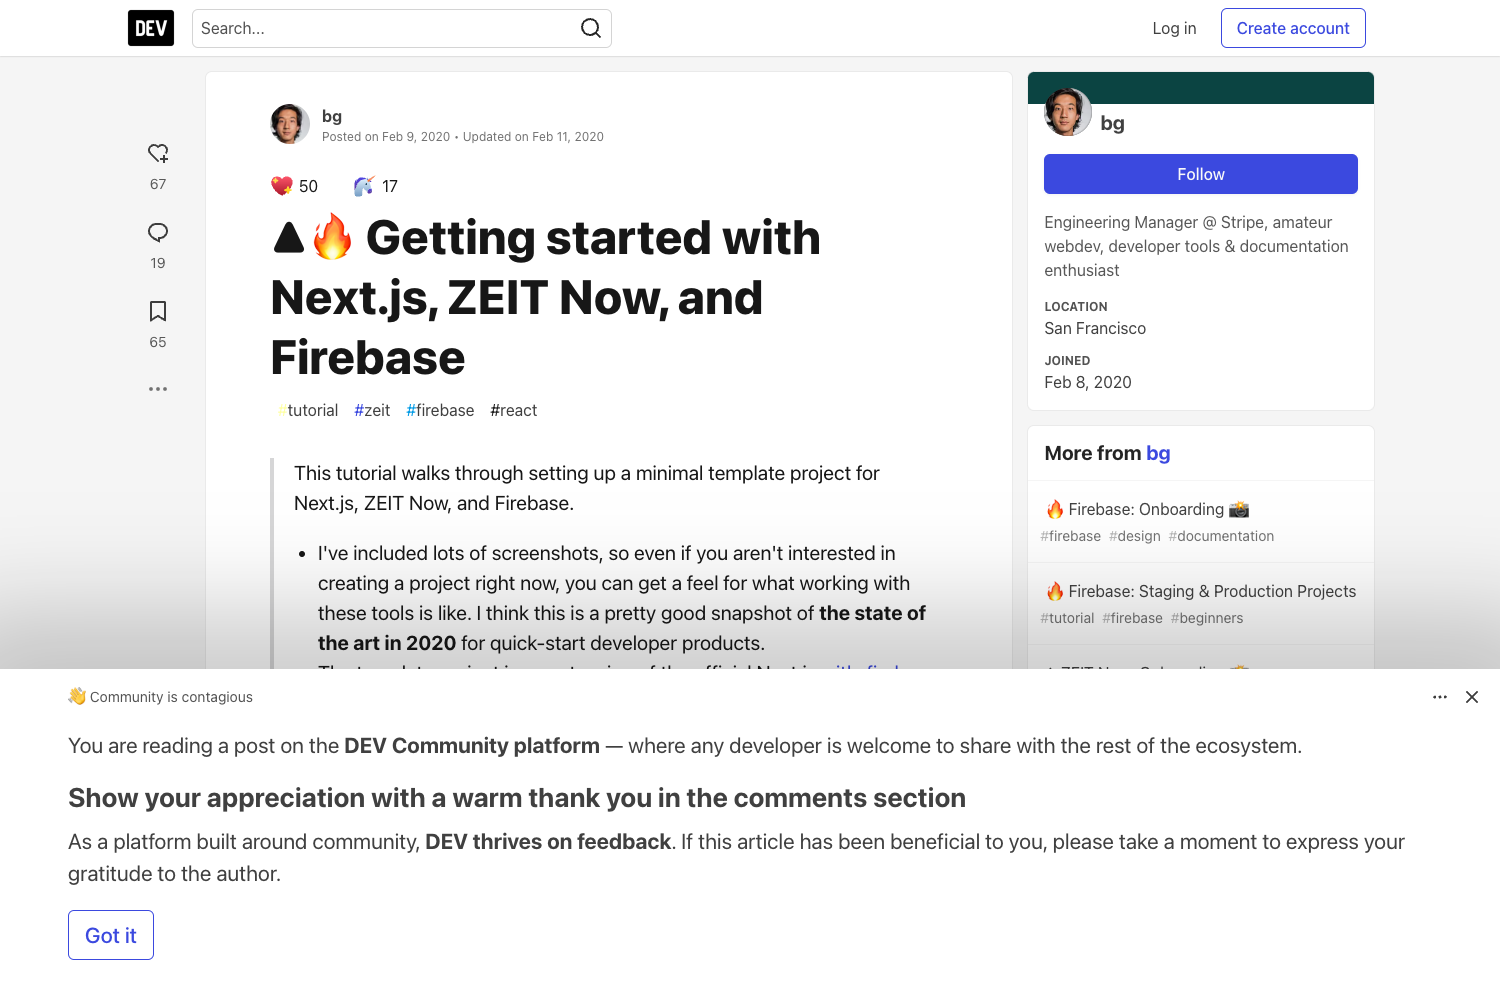 DEV
Search...
Log in
Create account
67
19
65
bg
Posted on Feb 9, 2020 • Updated on Feb 11, 2020
50
17
Getting started with
Next.js, ZEIT Now, and
Firebase
#tutorial #zeit #firebase #react
This tutorial walks through setting up a minimal template project for
Next.js, ZEIT Now, and Firebase.
• I've included lots of screenshots, so even if you aren't interested in
creating a project right now, you can get a feel for what working with
these tools is like. I think this is a pretty good snapshot of the state of
the art in 2020 for quick-start developer products.
bg
Follow
Engineering Manager @ Stripe, amateur
webdev, developer tools & documentation
enthusiast
LOCATION
San Francisco
JOINED
Feb 8, 2020
More from bg
🔥 Firebase: Onboarding 📸
#firebase #design #documentation
🔥 Firebase: Staging & Production Projects
#tutorial #firebase #beginners
👋 Community is contagious
You are reading a post on the DEV Community platform — where any developer is welcome to share with the rest of the ecosystem.
Show your appreciation with a warm thank you in the comments section
As a platform built around community, DEV thrives on feedback. If this article has been beneficial to you, please take a moment to express your
gratitude to the author.
Got it